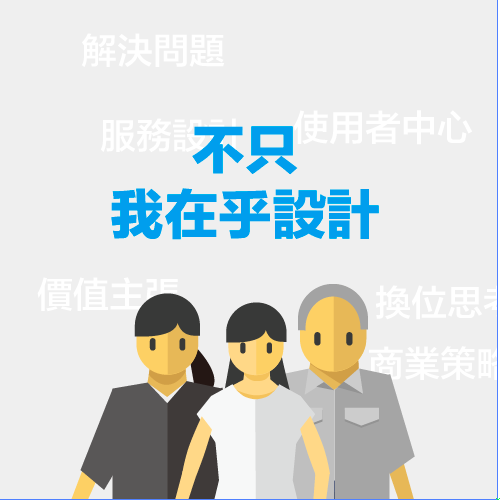 解決問題
服務設計
使用者中心
不只
我在乎設計
價值主張
換位思考
商業策略